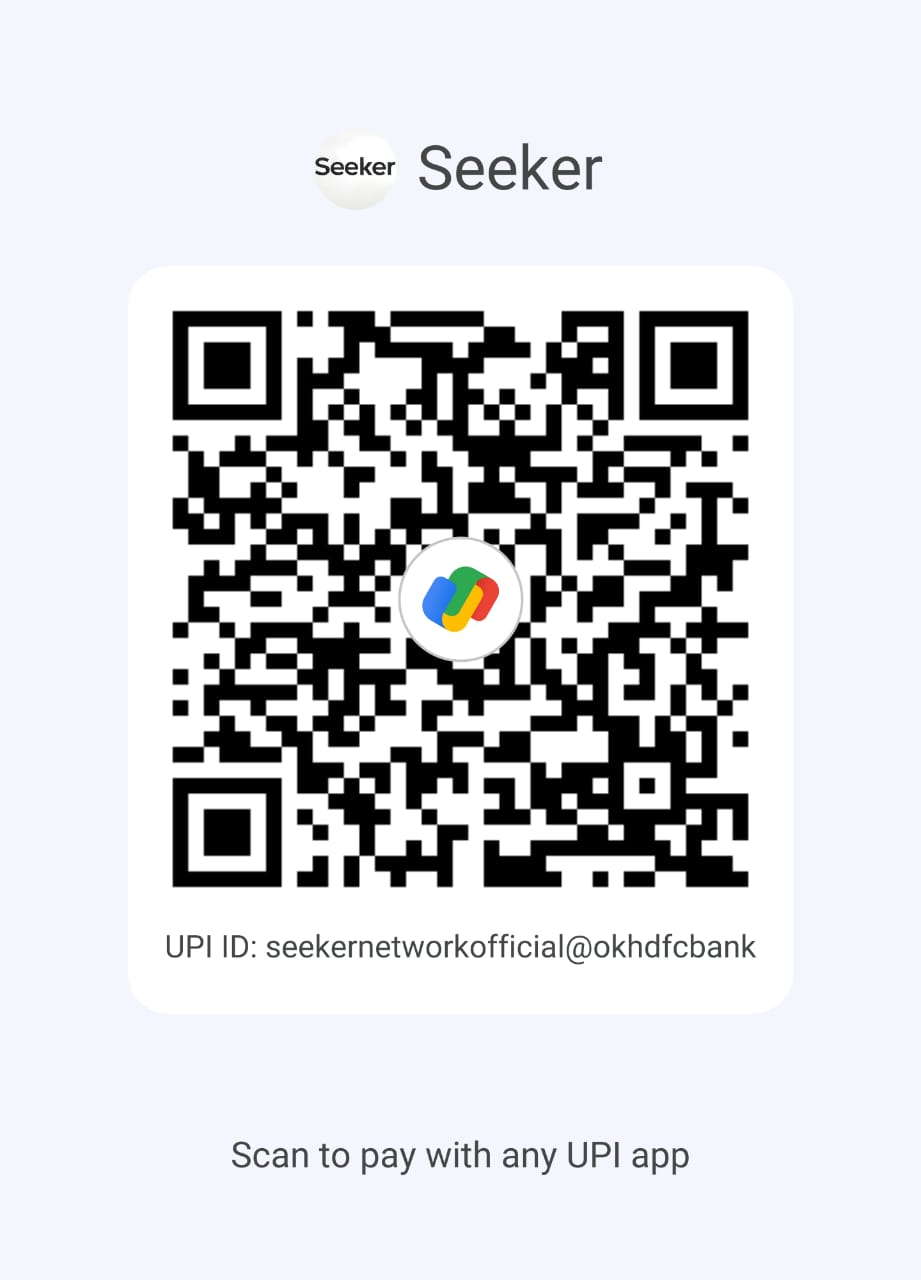 Seeker Seeker
UPI ID: seekernetworkofficial@okhdfcbank
Scan to pay with any UPI app